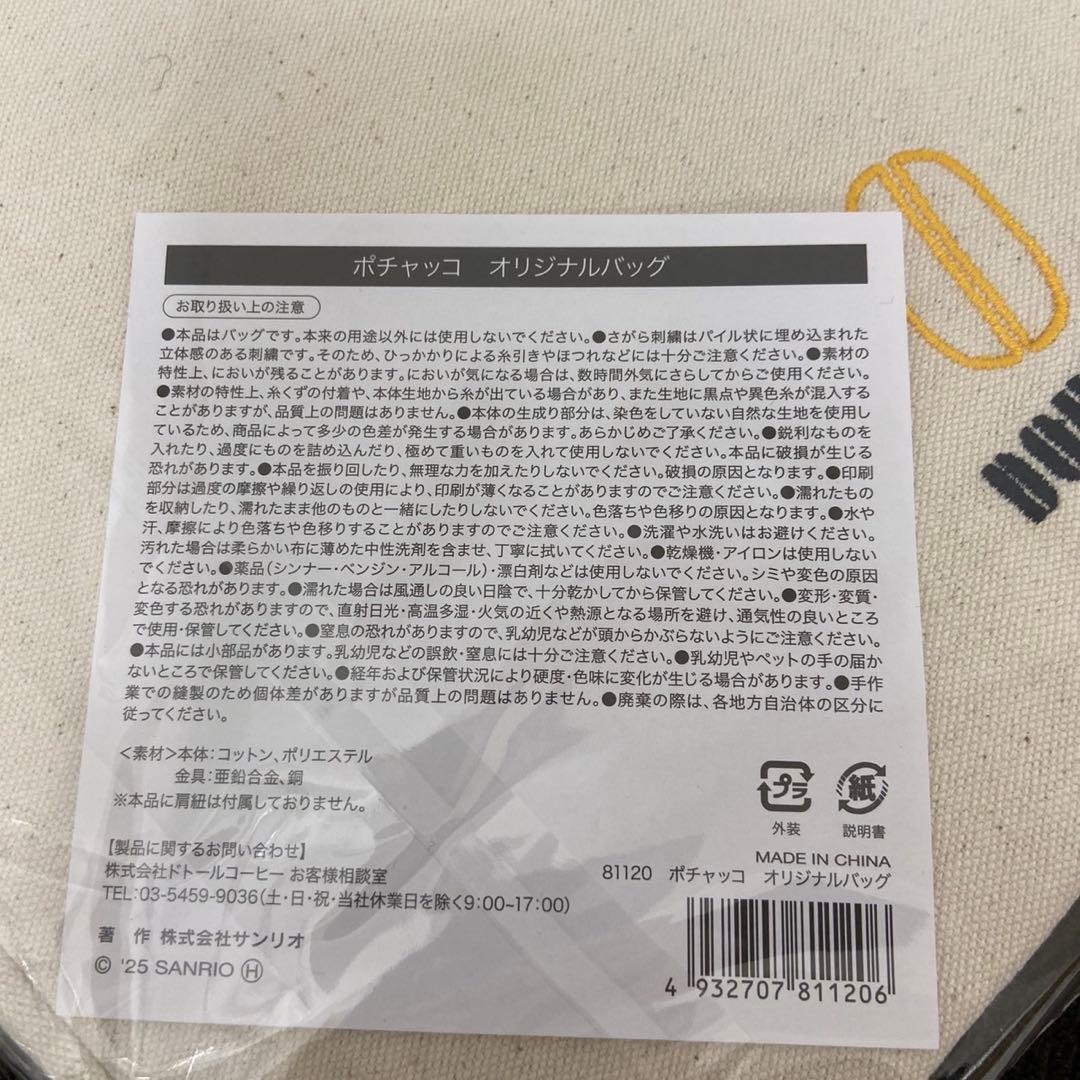 ポチャッコ　オリジナルバッグ
お取り扱い上の注意
●本品はバッグです。本来の用途以外には使用しないでください。●さがら刺繍はパイル状に埋め込まれた
立体感のある刺繍です。そのため、ひっかかりによる糸引きやほつれなどには十分ご注意ください。●素材の
特性上、においが残ることがあります。においが気になる場合は、数時間外気にさらしてからご使用ください。
●素材の特性上、糸くずの付着や、本体生地から糸が出ている場合があり、また生地に黒点や異色糸が混入する
ことがありますが、品質上の問題はありません。●本体の生成り部分は、染色をしていない自然な生地を使用し
ているため、商品によって多少の色差が発生する場合があります。あらかじめご了承ください。●鋭利なものを
入れたり、過度にものを詰め込んだり、極めて重いものを入れて使用しないでください。本品に破損が生じる
恐れがあります。●本品を振り回したり、無理な力を加えたりしないでください。破損の原因となります。●印刷
部分は過度の摩擦や繰り返しの使用により、印刷が薄くなることがありますのでご注意ください。●濡れたもの
を収納したり、濡れたまま他のものと一緒にしたりしないでください。色落ちや色移りの原因となります。●水や
汗、摩擦により色落ちや色移りすることがありますのでご注意ください。●洗濯や水洗いはお避けください。
汚れた場合は柔らかい布に薄めた中性洗剤を含ませ、丁寧に拭いてください。●乾燥機・アイロンは使用しない
でください。●薬品(シンナー・ベンジン・アルコール)・漂白剤などは使用しないでください。シミや変色の原因
となる恐れがあります。●濡れた場合は風通しの良い日陰で、十分乾かしてから保管してください。●変形・変質・
変色する恐れがありますので、直射日光・高温多湿・火気の近くや熱源となる場所を避け、通気性の良いところ
で使用・保管してください。●窒息の恐れがありますので、乳幼児などが頭からかぶらないようにご注意ください。
●本品には小部品があります。乳幼児などの誤飲・窒息には十分ご注意ください。●乳幼児やペットの手の届か
ないところで保管してください。●経年および保管状況により硬度・色味に変化が生じる場合があります。●手作
業での縫製のため個体差がありますが品質上の問題はありません。●廃棄の際は、各地方自治体の区分に
従ってください。
<素材>本体:コットン、ポリエステル
金具:亜鉛合金、銅
※本品に肩紐は付属しておりません。
プラ
外装
紙
説明書
【製品に関するお問い合わせ】
株式会社ドトールコーヒー お客様相談室
TEL:03-5459-9036(土・日・祝・当社休業日を除く9:00~17:00)
MADE IN CHINA
81120　ポチャッコ　オリジナルバッグ
著　作　株式会社サンリオ
© '25 SANRIO Ⓗ
4 932707 811206